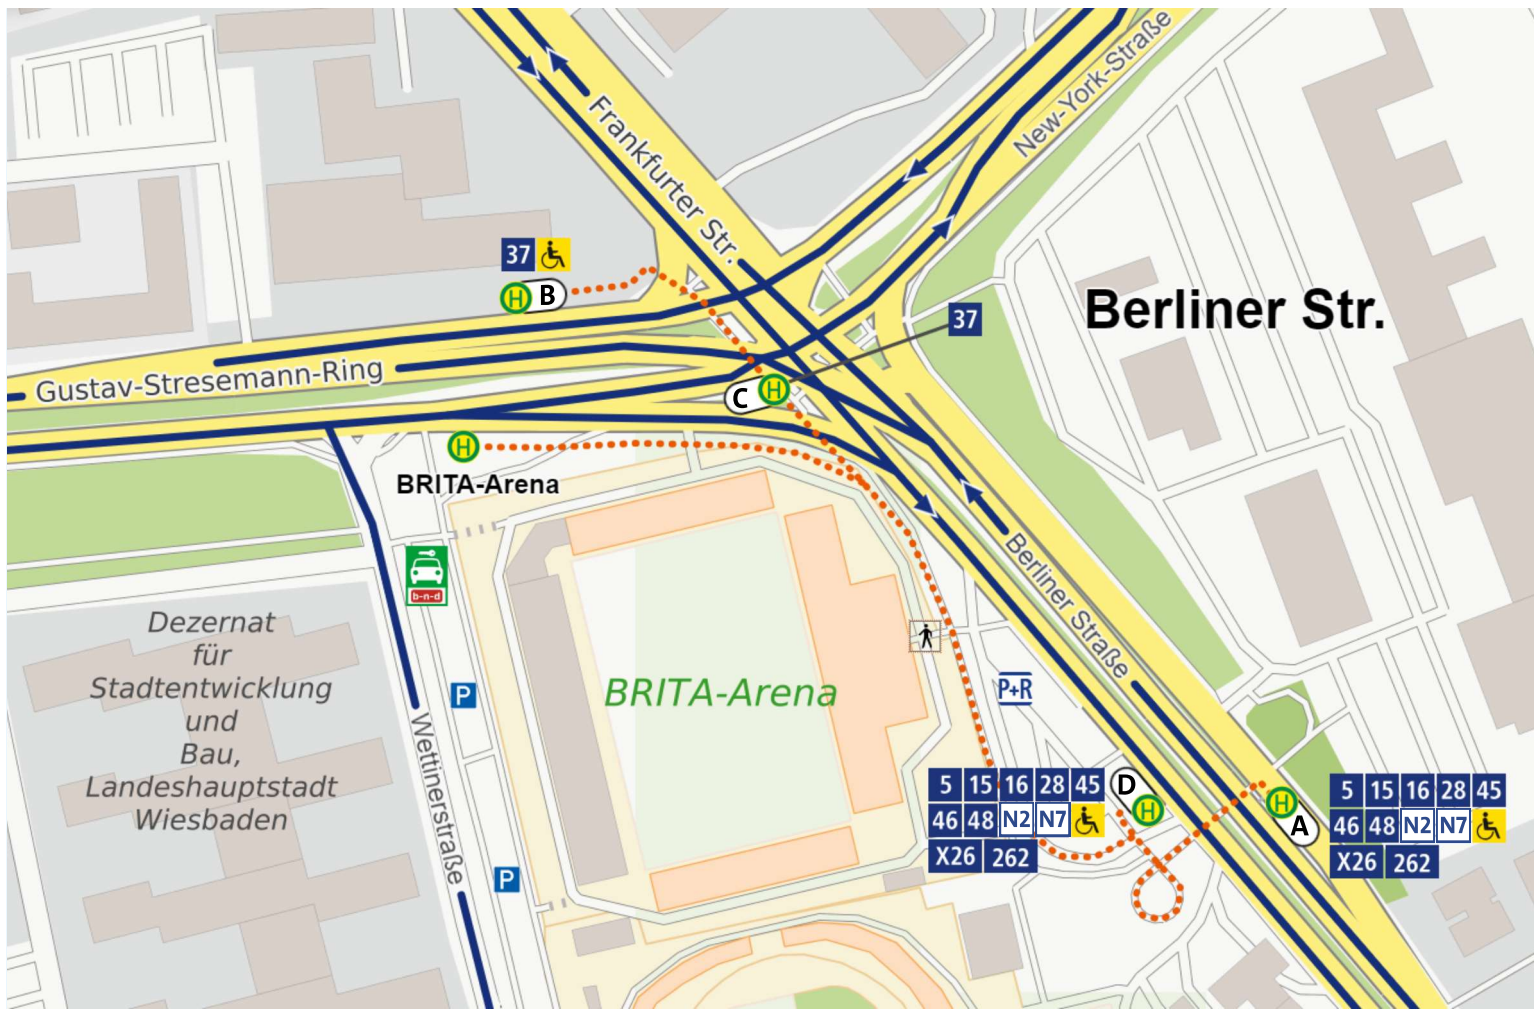 Frankfurter Str.
New-York-Straße
37
H B
Berliner Str.
37
Gustav-Stresemann-Ring
C H
H
BRITA-Arena
b-n-d
Berliner Straße
Dezernat
für
Stadtentwicklung
und
Bau,
Landeshauptstadt
Wiesbaden
P
BRITA-Arena
P+R
Wettinerstraße
P
5 15 16 28 45
46 48 N2 N7
X26 262
D
H
H
A
5 15 16 28 45
46 48 N2 N7
X26 262